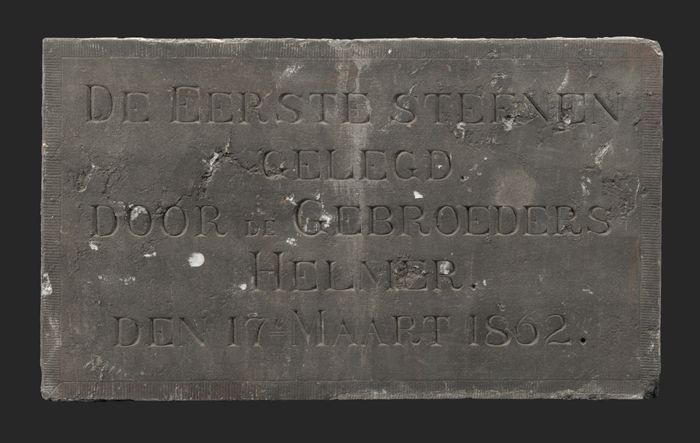 DE EERSTE STEENEN
GELEGD.
DOOR DE GEBROEDERS
HELMER.
DEN 17E MAART 1862.